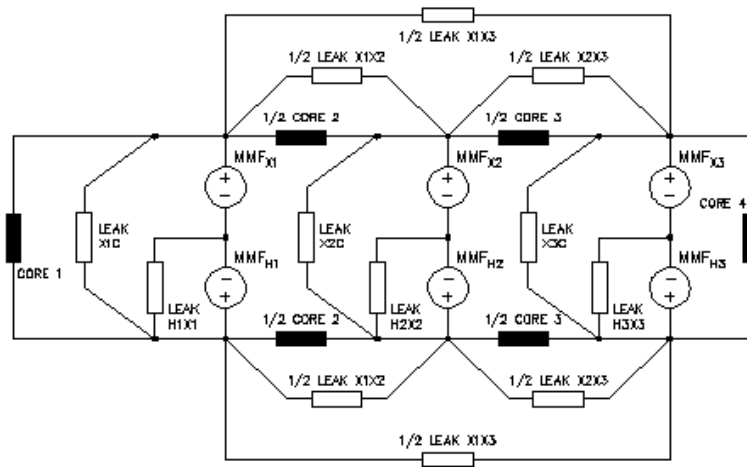 1/2 LEAK X1X3
1/2 LEAK X1X2
1/2 LEAK X2X3
1/2 CORE 2
1/2 CORE 3
MMFX1
MMFX2
MMFX3
LEAK
X1C
LEAK
X2C
LEAK
X3C
CORE 4
CORE 1
MMFH1
MMFH2
MMFH3
LEAK
H1X1
LEAK
H2X2
LEAK
H3X3
1/2 CORE 2
1/2 CORE 3
1/2 LEAK X1X2
1/2 LEAK X2X3
1/2 LEAK X1X3